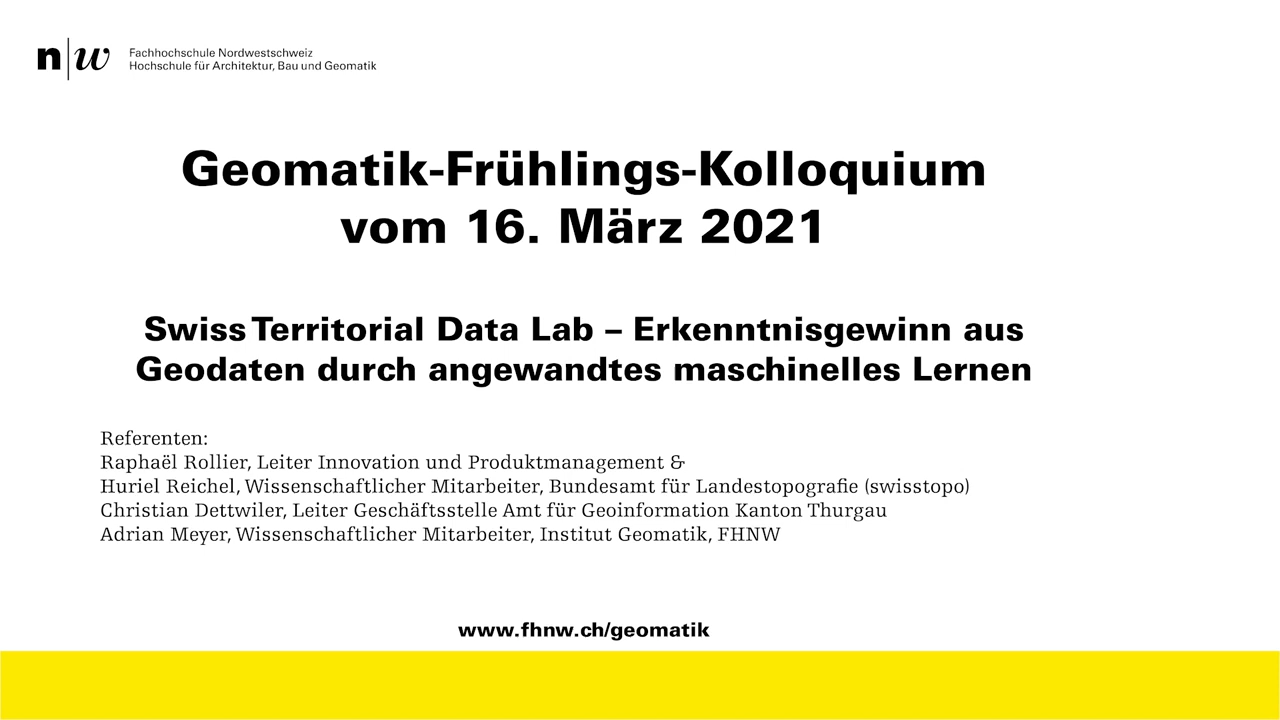 n|w
Fachhochschule Nordwestschweiz
Hochschule für Architektur, Bau und Geomatik
Geomatik-Frühlings-Kolloquium
vom 16. März 2021
Swiss Territorial Data Lab – Erkenntnisgewinn aus
Geodaten durch angewandtes maschinelles Lernen
Referenten:
Raphaël Rollier, Leiter Innovation und Produktmanagement &
Huriel Reichel, Wissenschaftlicher Mitarbeiter, Bundesamt für Landestopografie (swisstopo)
Christian Dettwiler, Leiter Geschäftsstelle Amt für Geoinformation Kanton Thurgau
Adrian Meyer, Wissenschaftlicher Mitarbeiter, Institut Geomatik, FHNW
www.fhnw.ch/geomatik